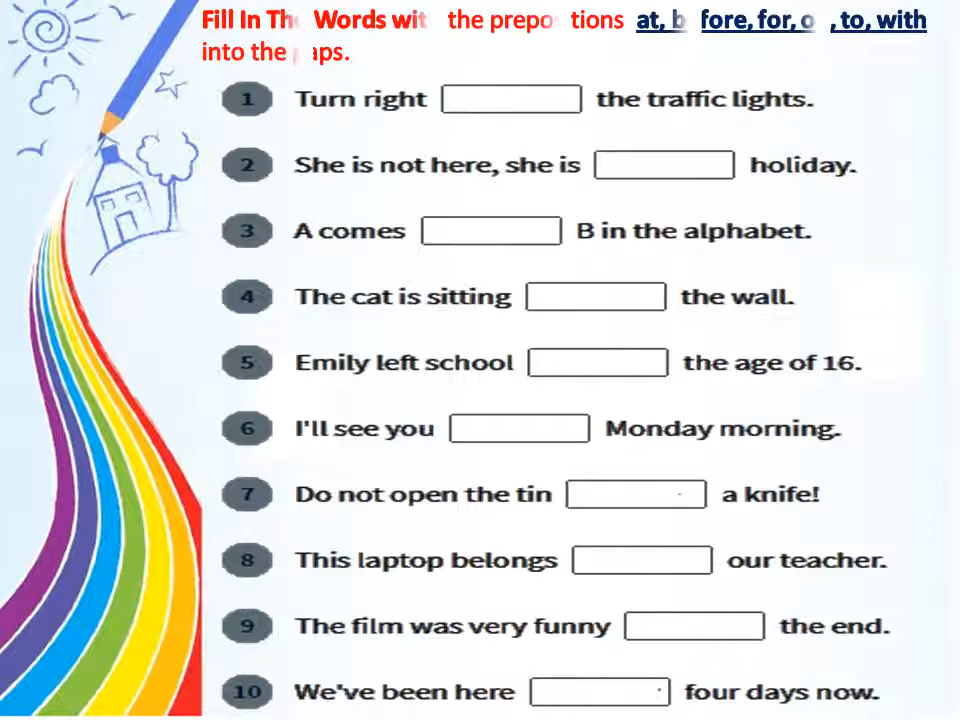 Fill In Th Words wit the prepo tions at, b fore, for, o , to, with
into the aps.
1 Turn right the traffic lights.
2 She is not here, she is holiday.
3 A comes B in the alphabet.
4 The cat is sitting the wall.
5 Emily left school the age of 16.
6 I'll see you Monday morning.
7 Do not open the tin a knife!
8 This laptop belongs our teacher.
9 The film was very funny the end.
10 We've been here four days now.